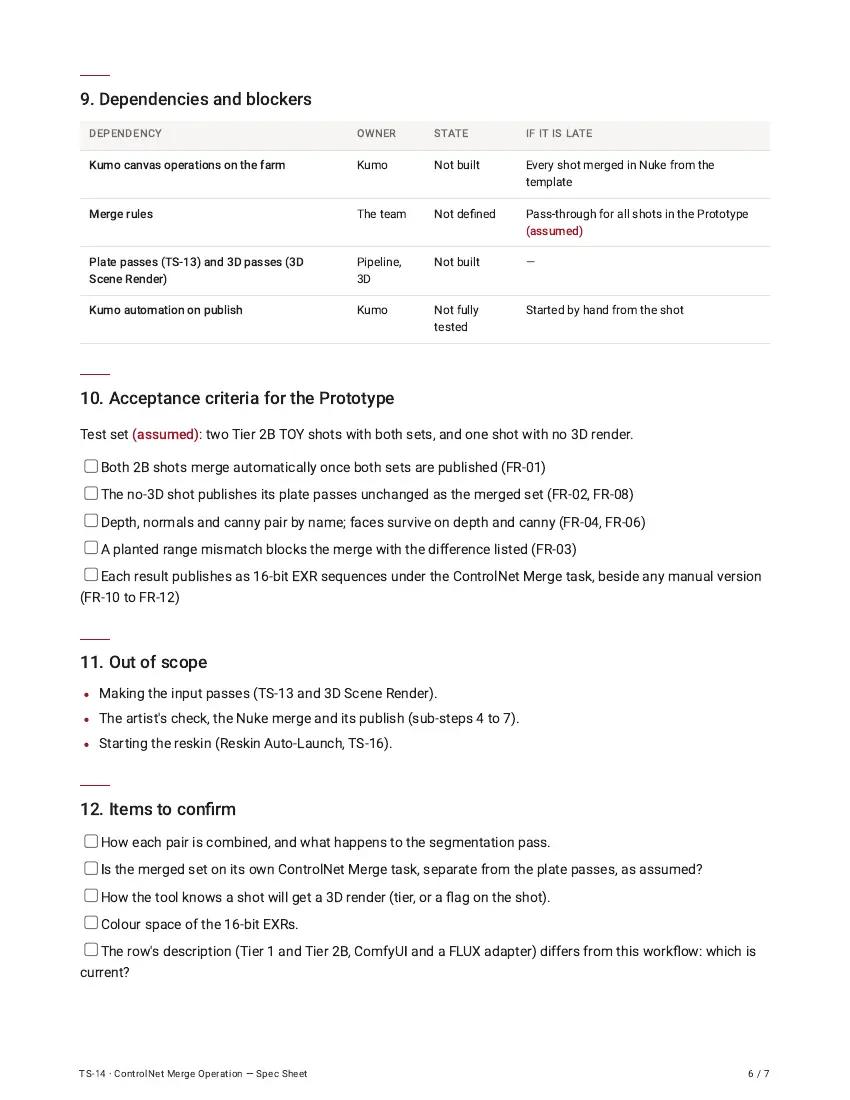 9. Dependencies and blockers
DEPENDENCY OWNER STATE IF IT IS LATE
Kumo canvas operations on the farm Kumo Not built Every shot merged in Nuke from the
template
Merge rules The team Not defined Pass-through for all shots in the Prototype
(assumed)
Plate passes (TS-13) and 3D passes (3D Pipeline, Not built —
Scene Render) 3D
Kumo automation on publish Kumo Not fully Started by hand from the shot
tested
10. Acceptance criteria for the Prototype
Test set (assumed): two Tier 2B TOY shots with both sets, and one shot with no 3D render.
Both 2B shots merge automatically once both sets are published (FR-01)
The no-3D shot publishes its plate passes unchanged as the merged set (FR-02, FR-08)
Depth, normals and canny pair by name; faces survive on depth and canny (FR-04, FR-06)
A planted range mismatch blocks the merge with the difference listed (FR-03)
Each result publishes as 16-bit EXR sequences under the ControlNet Merge task, beside any manual version
(FR-10 to FR-12)
11. Out of scope
• Making the input passes (TS-13 and 3D Scene Render).
• The artist's check, the Nuke merge and its publish (sub-steps 4 to 7).
• Starting the reskin (Reskin Auto-Launch, TS-16).
12. Items to confirm
How each pair is combined, and what happens to the segmentation pass.
Is the merged set on its own ControlNet Merge task, separate from the plate passes, as assumed?
How the tool knows a shot will get a 3D render (tier, or a flag on the shot).
Colour space of the 16-bit EXRs.
The row's description (Tier 1 and Tier 2B, ComfyUI and a FLUX adapter) differs from this workflow: which is
current?
TS-14 · ControlNet Merge Operation — Spec Sheet 6 / 7